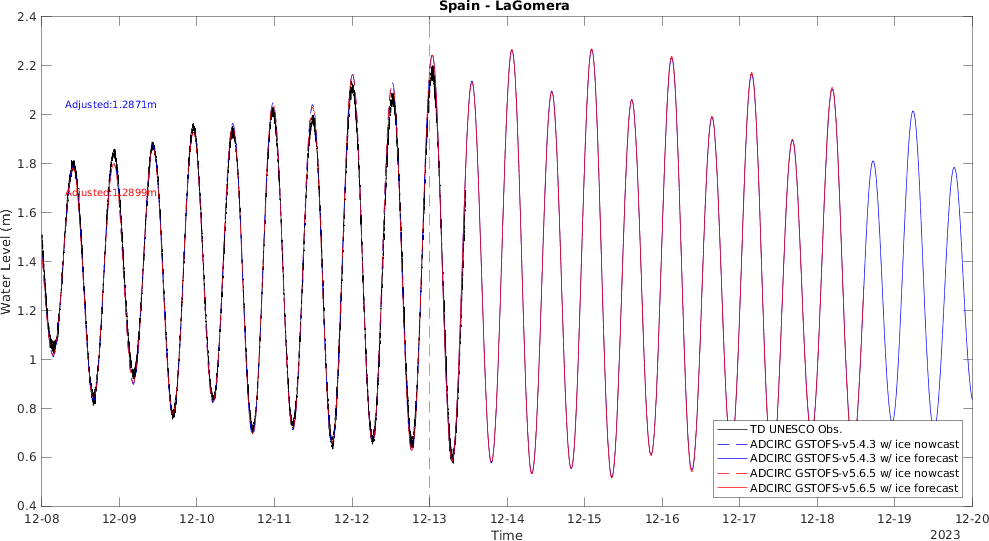 Spain - LaGomera
Water Level (m)
2.4
2.2
2
1.8
1.6
1.4
1.2
1
0.8
0.6
0.4
Adjusted:1.2871m
Adjusted:1.2899m
TD UNESCO Obs.
ADCIRC GSTOFS-v5.4.3 w/ ice nowcast
ADCIRC GSTOFS-v5.4.3 w/ ice forecast
ADCIRC GSTOFS-v5.6.5 w/ ice nowcast
ADCIRC GSTOFS-v5.6.5 w/ ice forecast
12-08 12-09 12-10 12-11 12-12 12-13 12-14 12-15 12-16 12-17 12-18 12-19 12-20
Time
2023